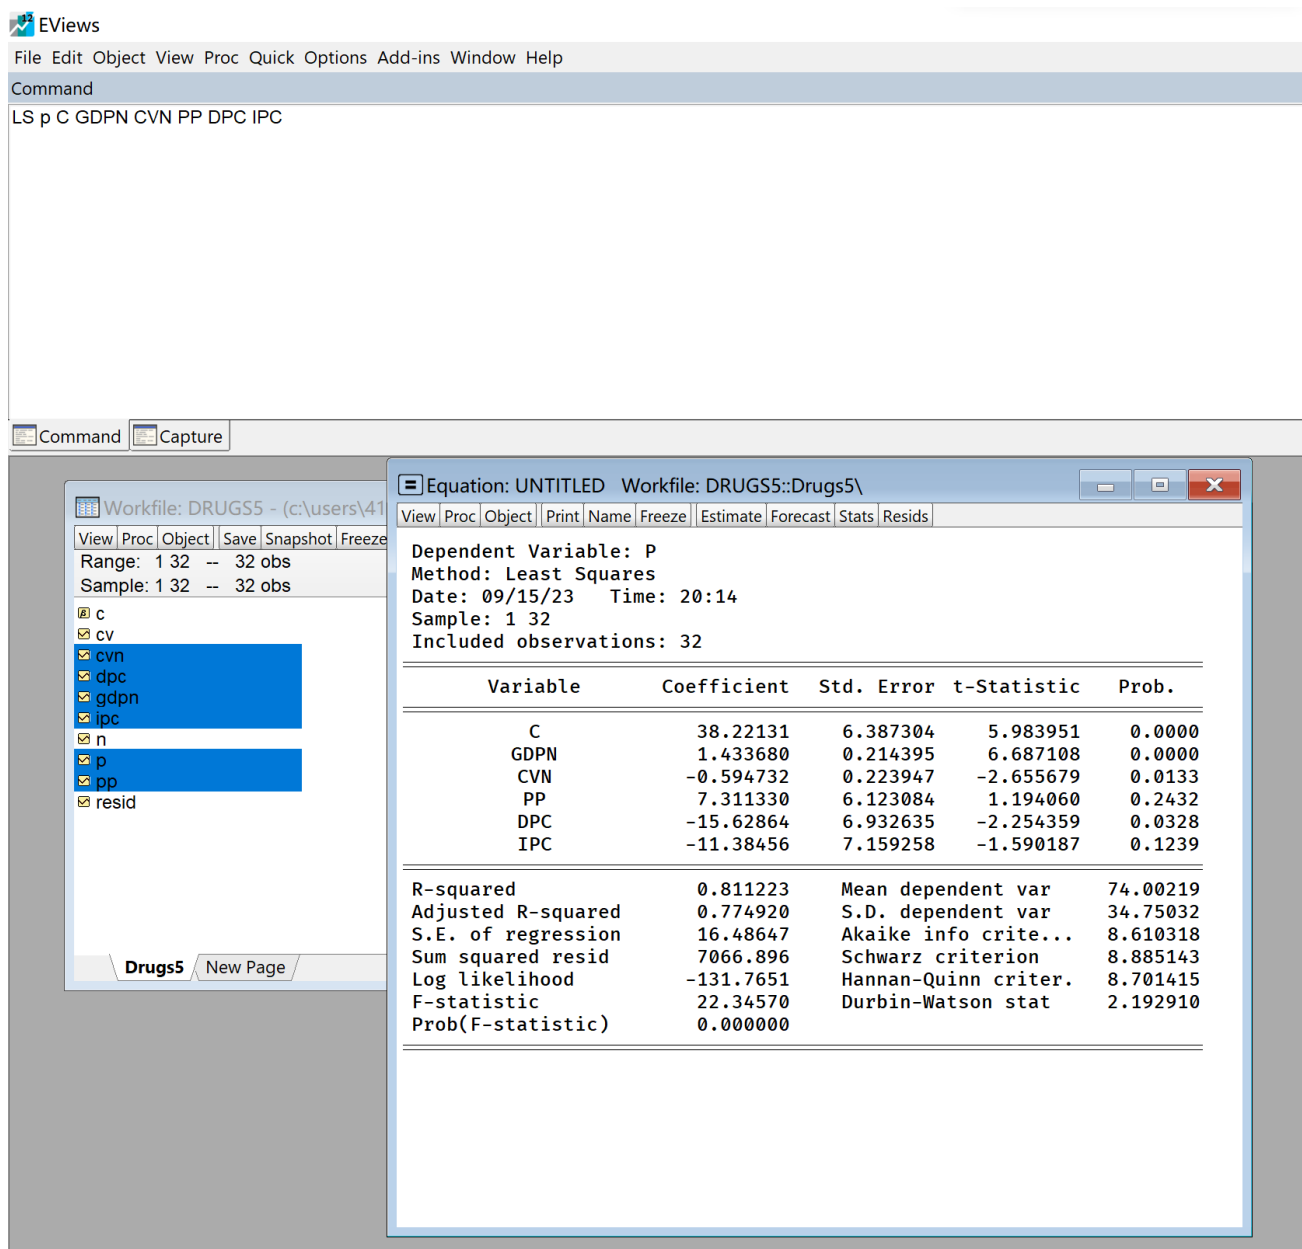 EViews
File Edit Object View Proc Quick Options Add-ins Window Help
Command
LS p C GDPN CVN PP DPC IPC
Command Capture
Workfile: DRUGS5 - (c:\users\41
View Proc Object Save Snapshot Freeze
Range: 1 32 -- 32 obs
Sample: 1 32 -- 32 obs
c
cv
cvn
dpc
gdpn
ipc
n
p
pp
resid
Drugs5 New Page
Equation: UNTITLED Workfile: DRUGS5::Drugs5\
View Proc Object Print Name Freeze Estimate Forecast Stats Resids
Dependent Variable: P
Method: Least Squares
Date: 09/15/23 Time: 20:14
Sample: 1 32
Included observations: 32
Variable Coefficient Std. Error t-Statistic Prob.
C 38.22131 6.387304 5.983951 0.0000
GDPN 1.433680 0.214395 6.687108 0.0000
CVN -0.594732 0.223947 -2.655679 0.0133
PP 7.311330 6.123084 1.194060 0.2432
DPC -15.62864 6.932635 -2.254359 0.0328
IPC -11.38456 7.159258 -1.590187 0.1239
R-squared 0.811223 Mean dependent var 74.00219
Adjusted R-squared 0.774920 S.D. dependent var 34.75032
S.E. of regression 16.48647 Akaike info crite... 8.610318
Sum squared resid 7066.896 Schwarz criterion 8.885143
Log likelihood -131.7651 Hannan-Quinn criter. 8.701415
F-statistic 22.34570 Durbin-Watson stat 2.192910
Prob(F-statistic) 0.000000